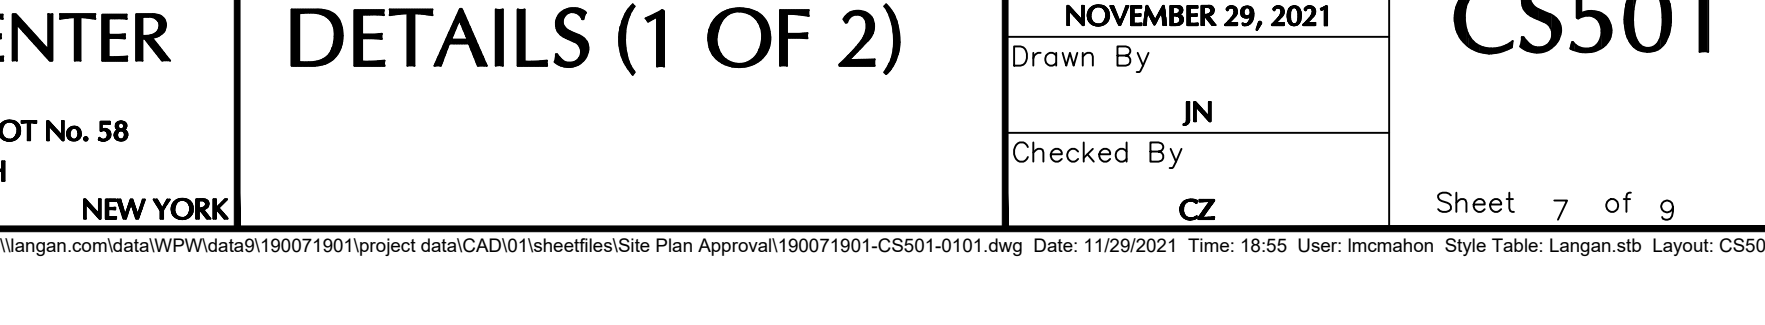 ENTER
DETAILS (1 OF 2)
NOVEMBER 29, 2021
CS501
Drawn By
JN
OT No. 58
H
Checked By
CZ
NEW YORK
Sheet 7 of 9
\\langan.com\data\WPW\data9\190071901\project data\CAD\01\sheetfiles\Site Plan Approval\190071901-CS501-0101.dwg Date: 11/29/2021 Time: 18:55 User: lmcmahon Style Table: Langan.stb Layout: CS50